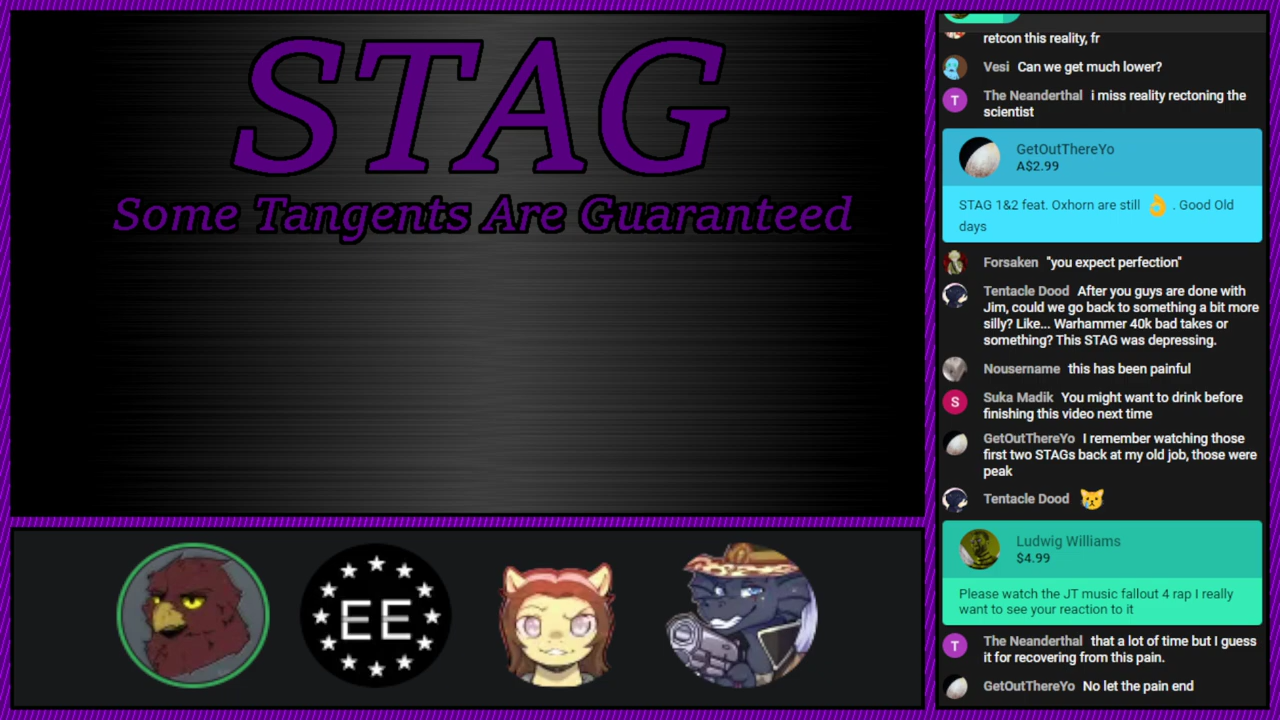 STAG
Some Tangents Are Guaranteed
EE
retcon this reality, fr
Vesi Can we get much lower?
T The Neanderthal i miss reality rectoning the
scientist
GetOutThereYo
A$2.99
STAG 1&2 feat. Oxhorn are still 👌 . Good Old
days
Forsaken "you expect perfection"
Tentacle Dood After you guys are done with
Jim, could we go back to something a bit more
silly? Like... Warhammer 40k bad takes or
something? This STAG was depressing.
Nousername this has been painful
S Suka Madik You might want to drink before
finishing this video next time
GetOutThereYo I remember watching those
first two STAGs back at my old job, those were
peak
Tentacle Dood 😿
Ludwig Williams
$4.99
Please watch the JT music fallout 4 rap I really
want to see your reaction to it
T The Neanderthal that a lot of time but I guess
it for recovering from this pain.
GetOutThereYo No let the pain end